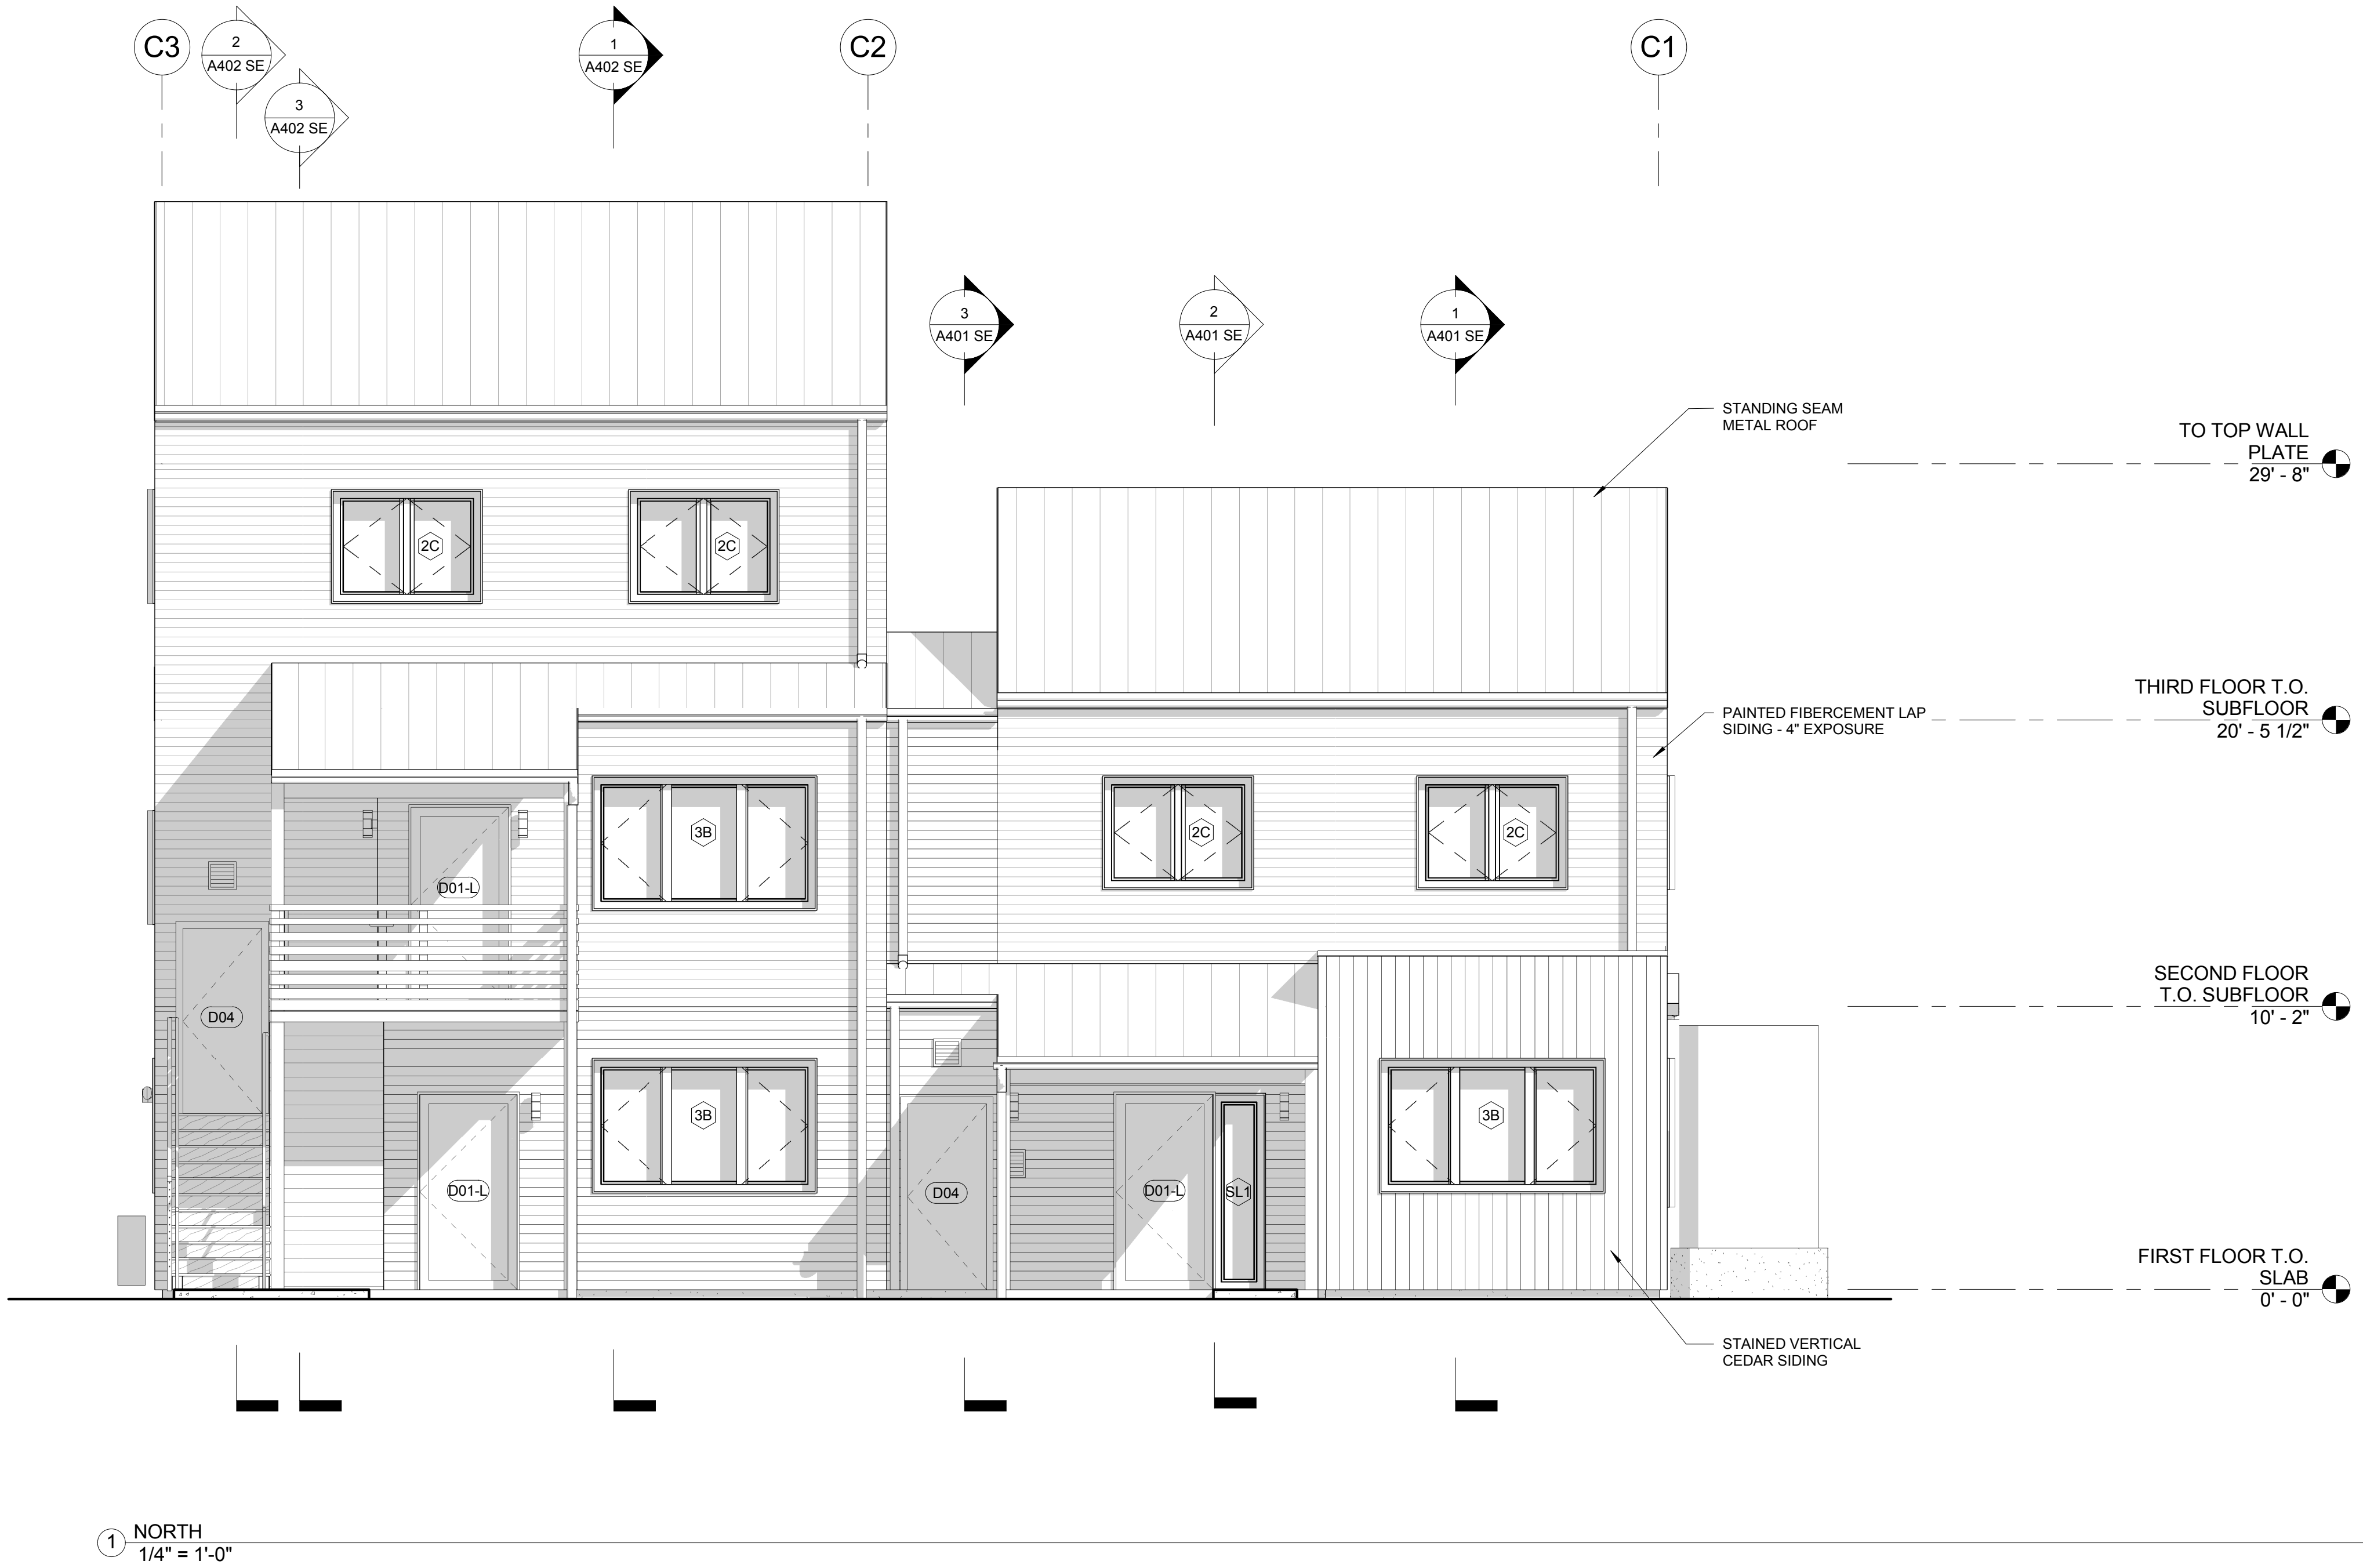 C3
2
A402 SE
3
A402 SE
1
A402 SE
C2
C1
3
A401 SE
2
A401 SE
1
A401 SE
STANDING SEAM
METAL ROOF
TO TOP WALL
PLATE
29' - 8"
2C
2C
THIRD FLOOR T.O.
SUBFLOOR
20' - 5 1/2"
PAINTED FIBERCEMENT LAP
SIDING - 4" EXPOSURE
3B
2C
2C
D01-L
SECOND FLOOR
T.O. SUBFLOOR
10' - 2"
D04
3B
3B
D01-L
D04
D01-L
SL1
FIRST FLOOR T.O.
SLAB
0' - 0"
STAINED VERTICAL
CEDAR SIDING
1
NORTH
1/4" = 1'-0"